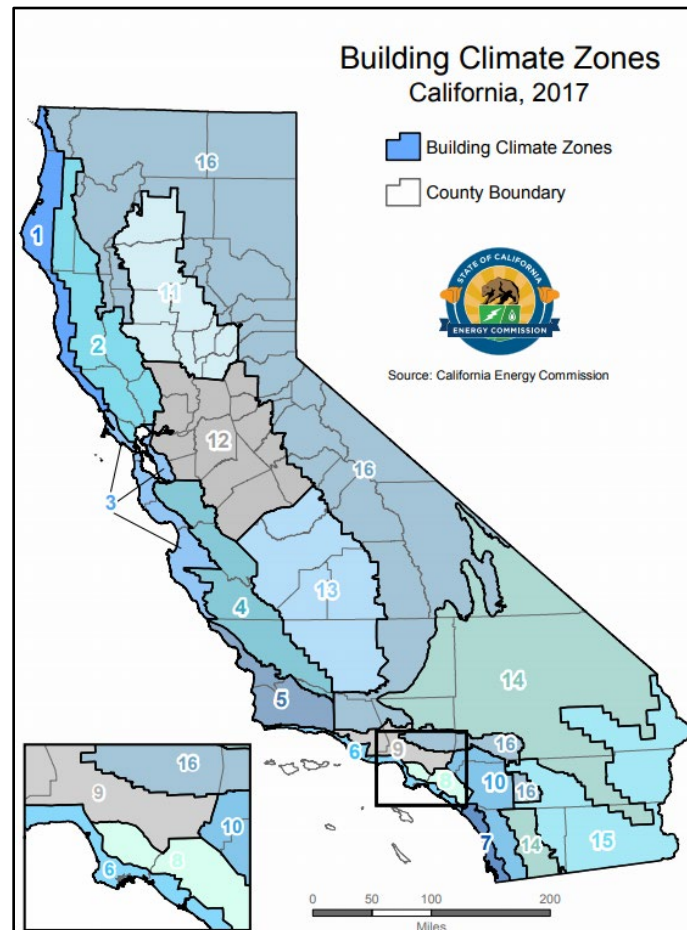 Building Climate Zones
California, 2017
Building Climate Zones
County Boundary
STATE OF CALIFORNIA
ENERGY COMMISSION
Source: California Energy Commission
16
1
11
2
12
16
3
13
4
14
5
16
6
9
8
10
16
7
14
15
16
9
10
8
6
0 50 100 200
Miles